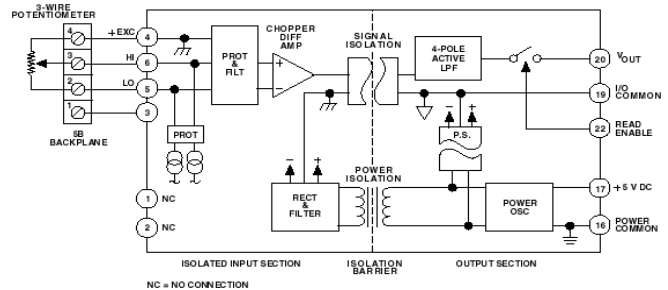 3-WIRE
POTENTIOMETER
4
3
2
1
5B
BACKPLANE
+EXC
4
HI
6
LO
5
3
1
NC
2
NC
PROT
PROT
&
FILT
CHOPPER
DIFF
AMP
+
–
SIGNAL
ISOLATION
4-POLE
ACTIVE
LPF
20
VOUT
19
I/O
COMMON
22
READ
ENABLE
– +
P.S.
– +
RECT
&
FILTER
POWER
ISOLATION
POWER
OSC
17
+5 V DC
16
POWER
COMMON
ISOLATED INPUT SECTION
ISOLATION
BARRIER
OUTPUT SECTION
NC = NO CONNECTION